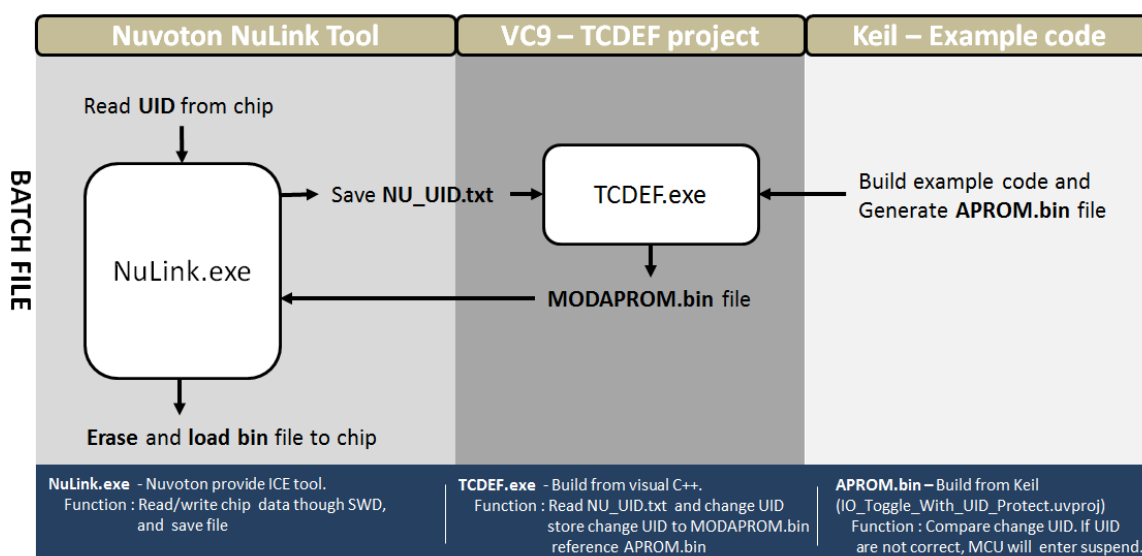 Nuvoton NuLink Tool
VC9 – TCDEF project
Keil – Example code
BATCH FILE
Read UID from chip
NuLink.exe
Save NU_UID.txt
TCDEF.exe
Build example code and
Generate APROM.bin file
MODAPROM.bin file
Erase and load bin file to chip
NuLink.exe - Nuvoton provide ICE tool.
Function : Read/write chip data though SWD,
and save file
TCDEF.exe - Build from visual C++.
Function : Read NU_UID.txt and change UID
store change UID to MODAPROM.bin
reference APROM.bin
APROM.bin – Build from Keil
(IO_Toggle_With_UID_Protect.uvproj)
Function : Compare change UID. If UID
are not correct, MCU will enter suspend.